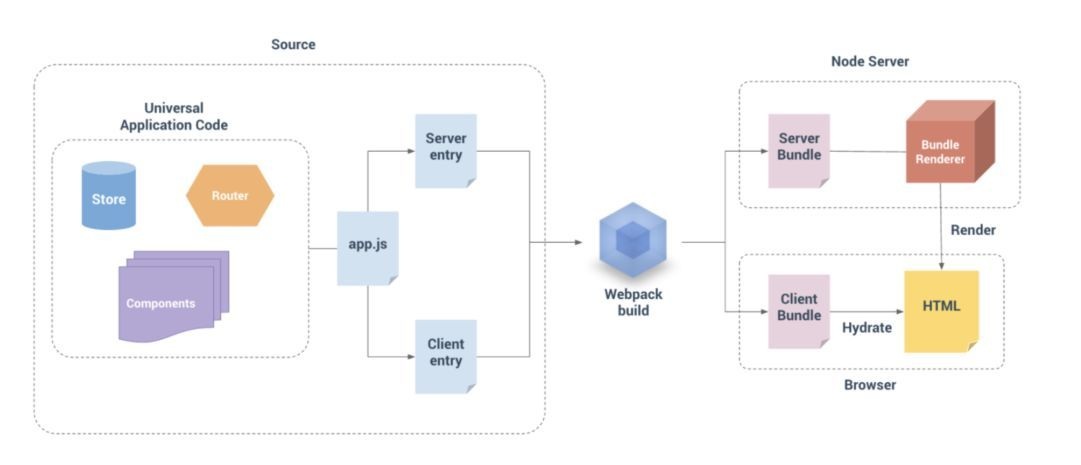 Source
Universal
Application Code
Store
Router
Components
app.js
Server
entry
Client
entry
Webpack
build
Node Server
Server
Bundle
Bundle
Renderer
Render
Client
Bundle
Hydrate
HTML
Browser